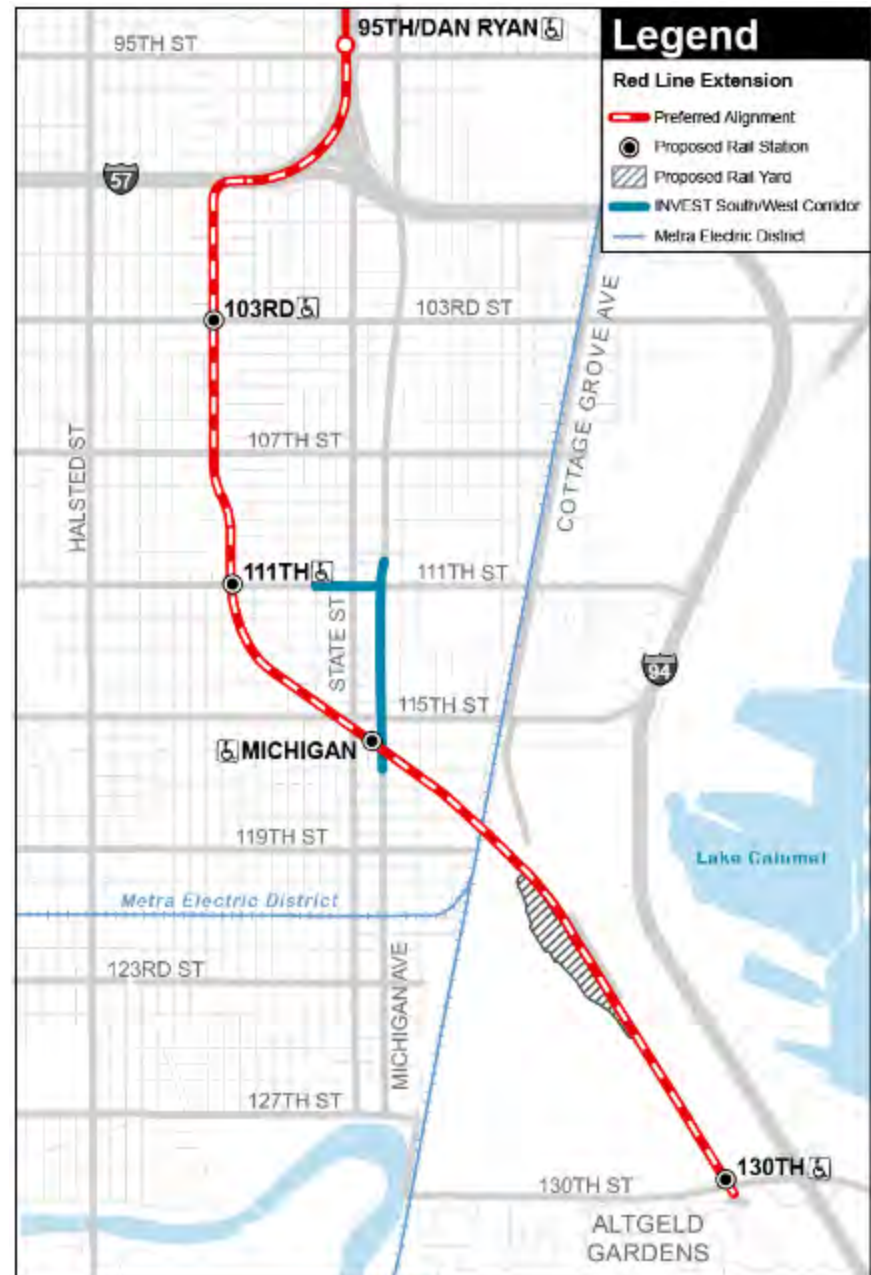 95TH/DAN RYAN
95TH ST
Legend
Red Line Extension
Preferred Alignment
Proposed Rail Station
Proposed Rail Yard
INVEST South/West Corridor
Metra Electric District
57
103RD
103RD ST
COTTAGE GROVE AVE
107TH ST
HALSTED ST
111TH
111TH ST
STATE ST
94
115TH ST
MICHIGAN
119TH ST
Lake Calumet
Metra Electric District
123RD ST
MICHIGAN AVE
127TH ST
130TH
130TH ST
ALTGELD
GARDENS